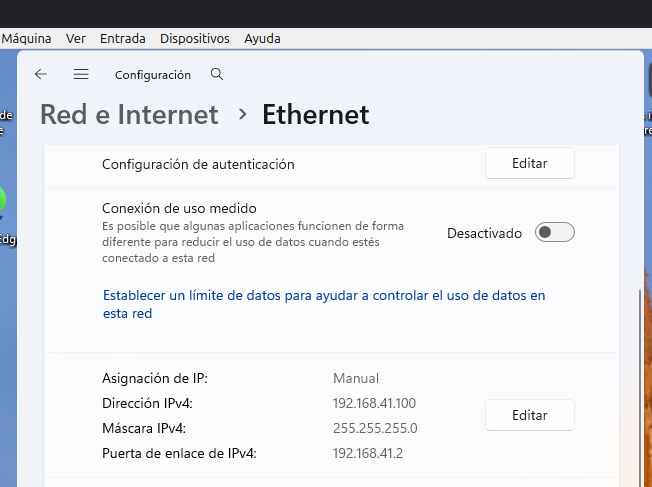 Máquina Ver Entrada Dispositivos Ayuda
Configuración
Red e Internet > Ethernet
Configuración de autenticación Editar
Conexión de uso medido
Es posible que algunas aplicaciones funcionen de forma
diferente para reducir el uso de datos cuando estés
conectado a esta red
Desactivado
Establecer un límite de datos para ayudar a controlar el uso de datos en
esta red
Asignación de IP: Manual
Dirección IPv4: 192.168.41.100
Máscara IPv4: 255.255.255.0
Puerta de enlace de IPv4: 192.168.41.2
Editar
de
e
Edg